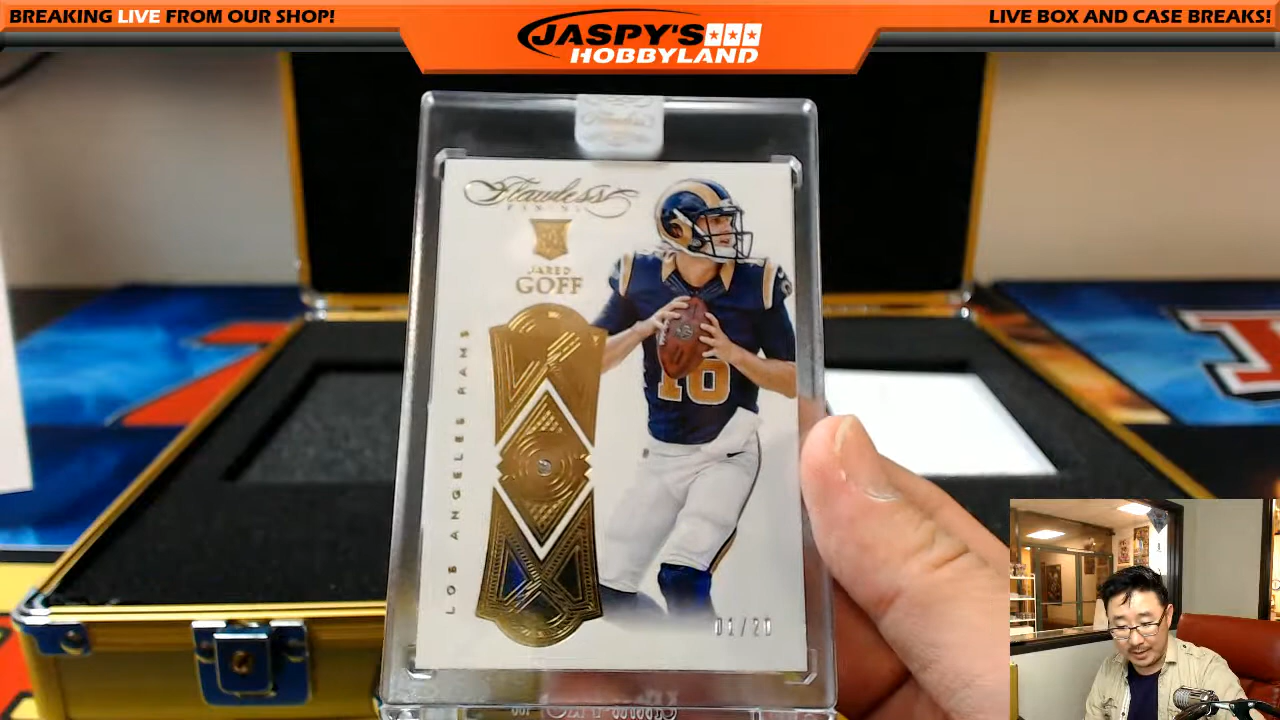 BREAKING LIVE FROM OUR SHOP!
JASPY'S
HOBBYLAND
LIVE BOX AND CASE BREAKS!
Flawless
PANINI
JARED
GOFF
LOS ANGELES RAMS
16
01/20